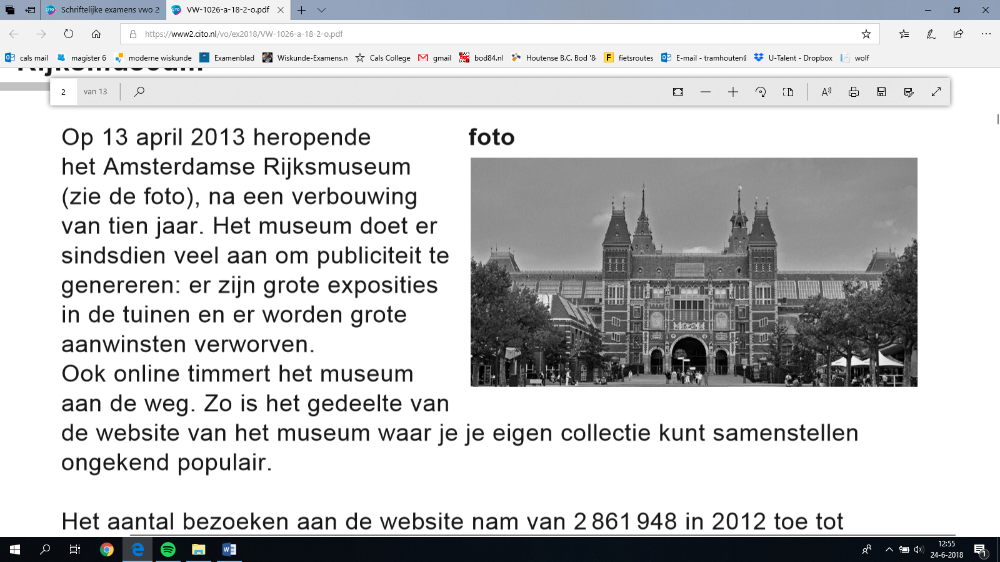 Schriftelijke examens vwo 2
VW-1026-a-18-2-o.pdf
https://www2.cito.nl/vo/ex2018/VW-1026-a-18-2-o.pdf
cals mail
magister 6
moderne wiskunde
Examenblad
Wiskunde-Examens.n
Cals College
gmail
bod84.nl
Houtense B.C. Bod '84
fietsroutes
E-mail - tramhouten@
U-Talent - Dropbox
wolf
Rijksmuseum
2 van 13
Op 13 april 2013 heropende
het Amsterdamse Rijksmuseum
(zie de foto), na een verbouwing
van tien jaar. Het museum doet er
sindsdien veel aan om publiciteit te
genereren: er zijn grote exposities
in de tuinen en er worden grote
aanwinsten verworven.
Ook online timmert het museum
aan de weg. Zo is het gedeelte van
de website van het museum waar je je eigen collectie kunt samenstellen
ongekend populair.
foto
Het aantal bezoeken aan de website nam van 2 861 948 in 2012 toe tot
12:55
24-6-2018
1